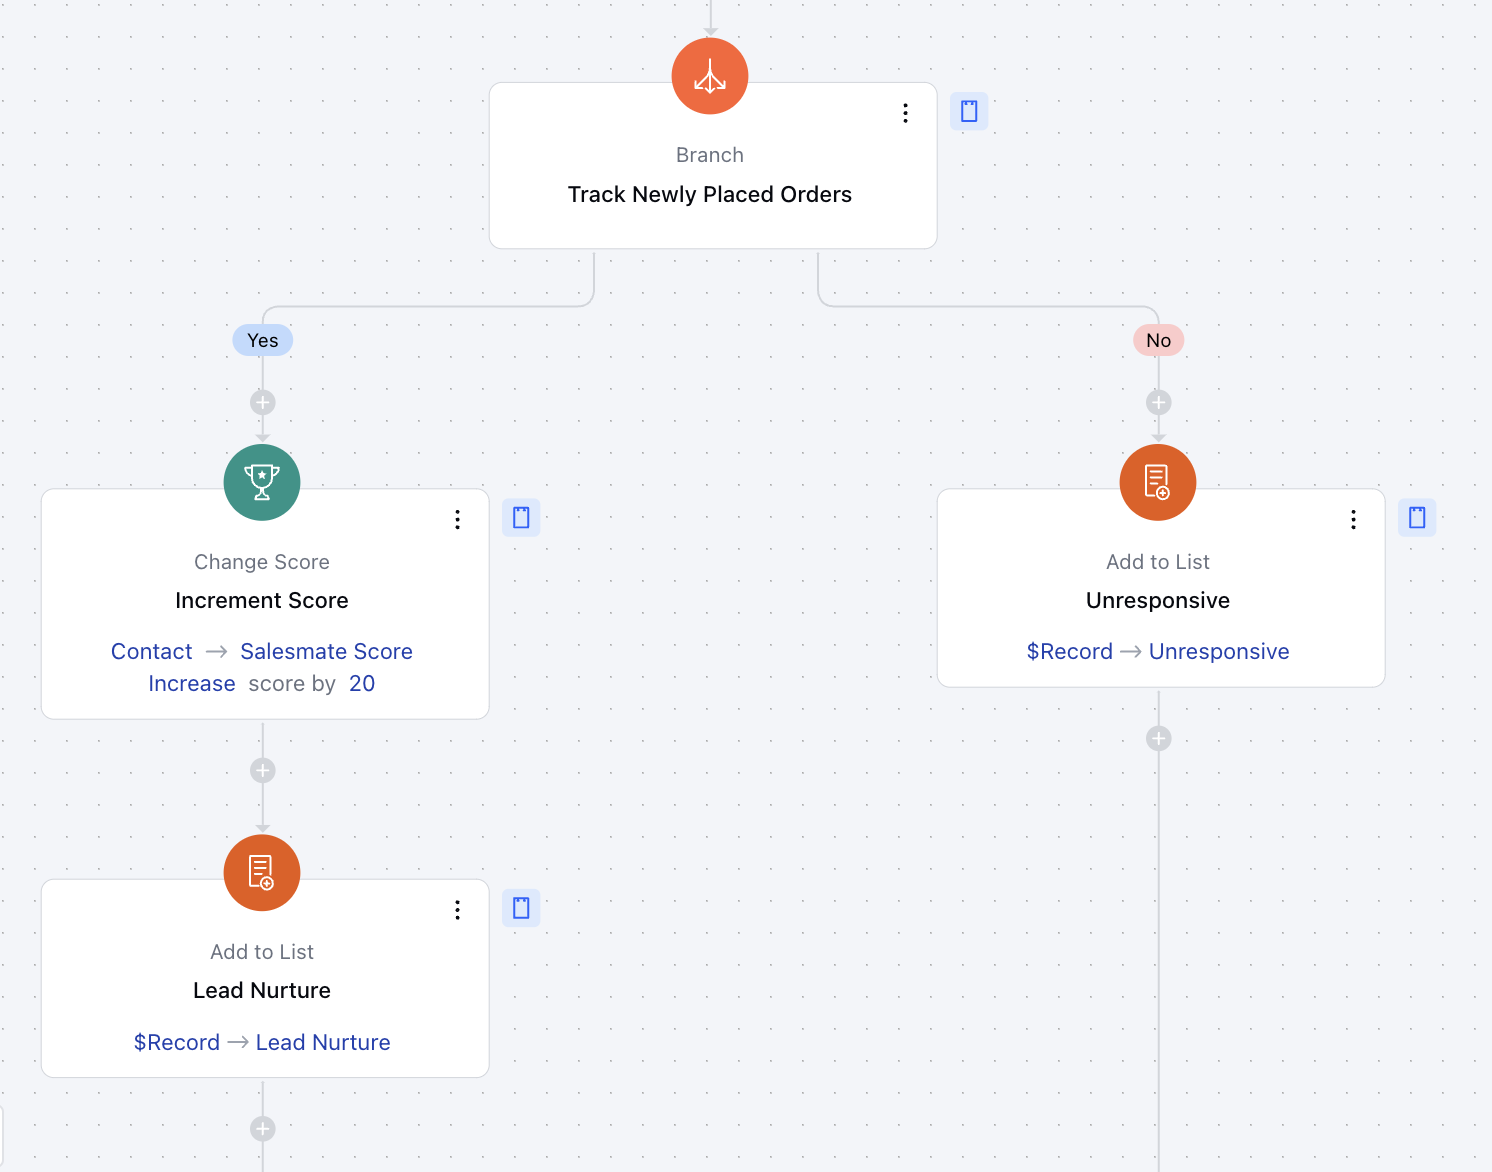 Branch
Track Newly Placed Orders
Yes
No
Change Score
Increment Score
Contact → Salesmate Score
Increase score by 20
Add to List
Unresponsive
$Record → Unresponsive
Add to List
Lead Nurture
$Record → Lead Nurture